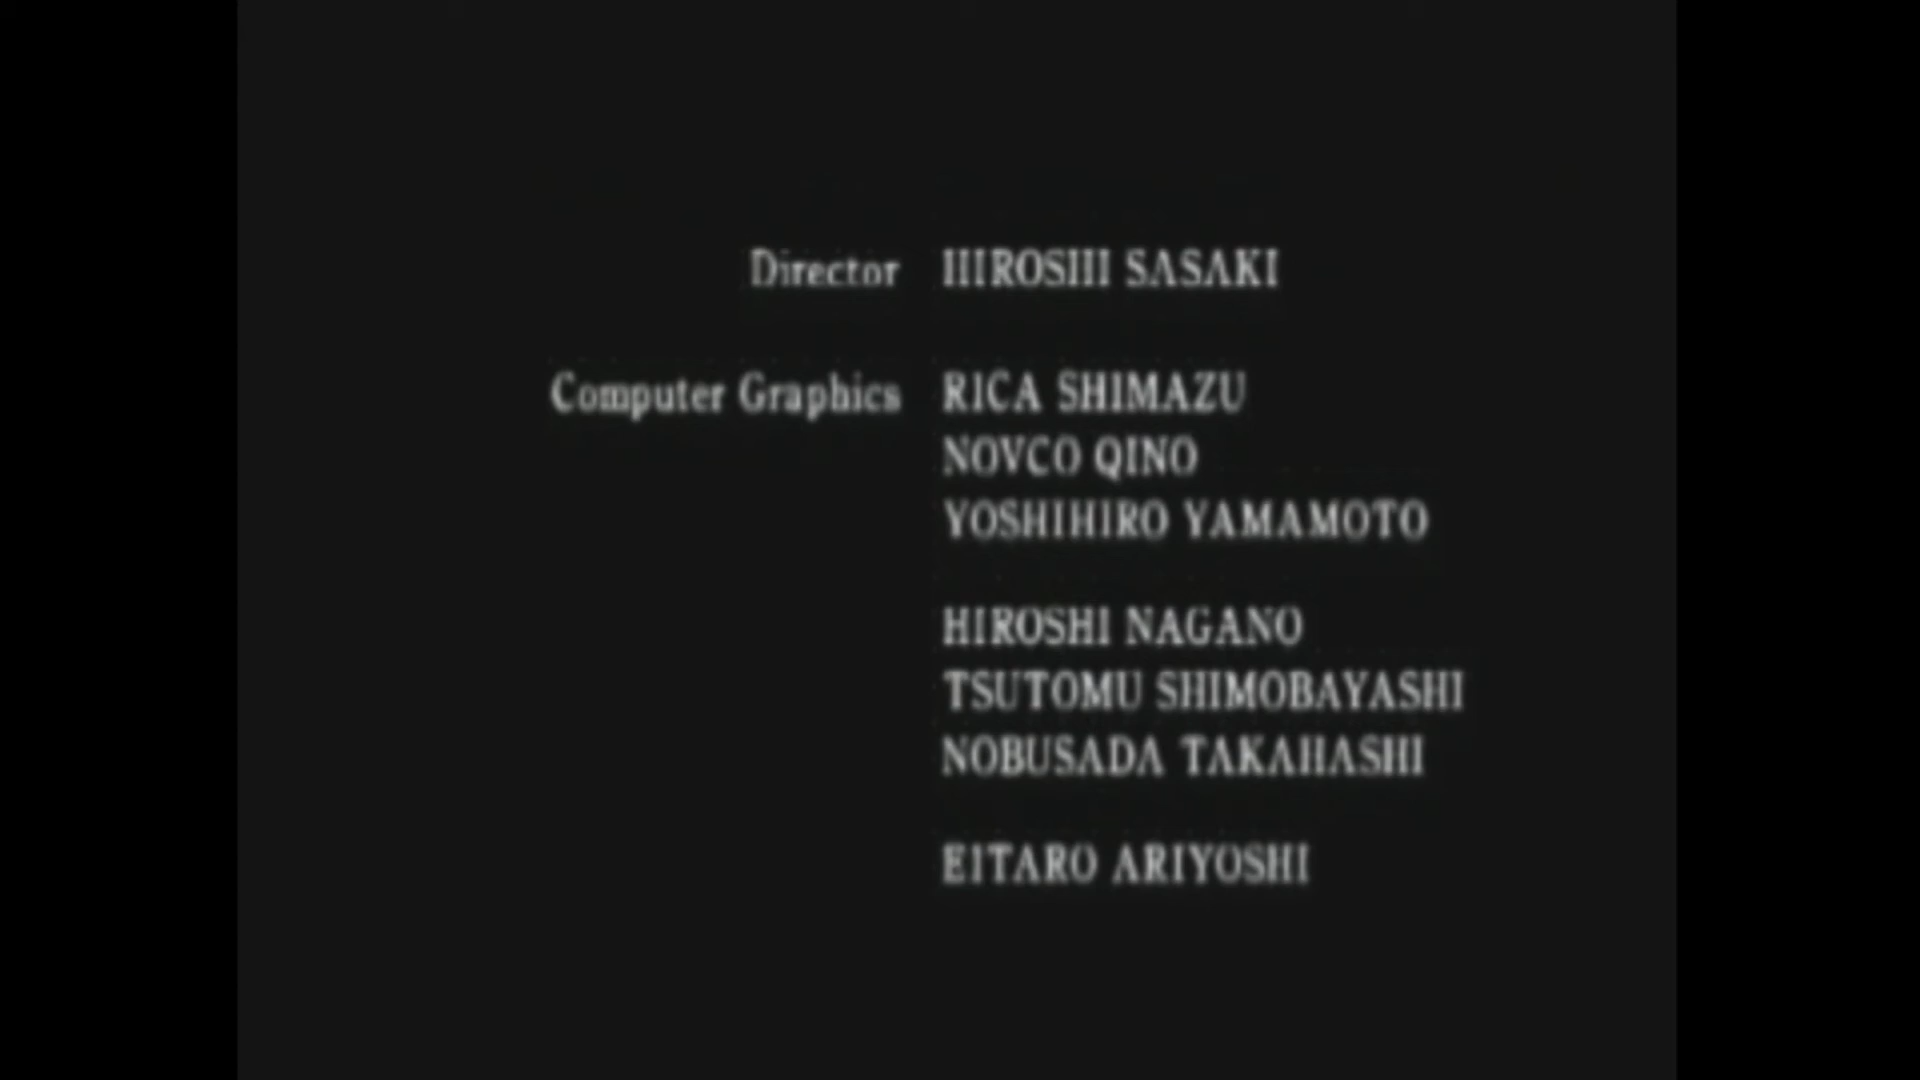 Director HIROSHI SASAKI
Computer Graphics RICA SHIMAZU
NOVCO QINO
YOSHIHIRO YAMAMOTO
HIROSHI NAGANO
TSUTOMU SHIMOBAYASHI
NOBUSADA TAKAHASHI
EITARO ARIYOSHI